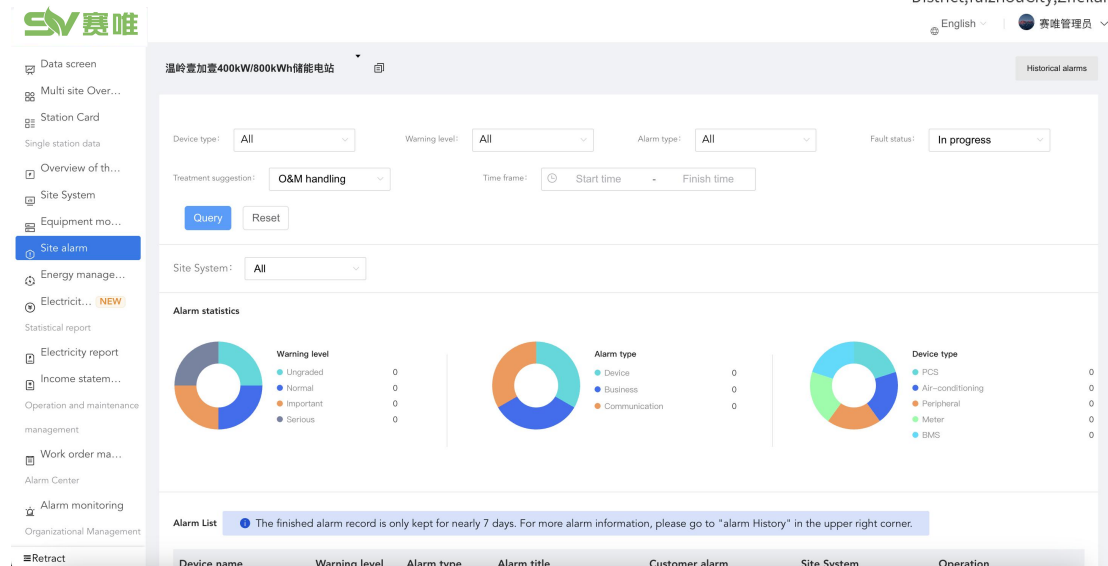 District,TaizhouCity,Zhe
SV赛唯
English
赛唯管理员
Data screen
Multi site Over…
Station Card
Single station data
Overview of th…
Site System
Equipment mo…
Site alarm
Energy manage…
Electricit… NEW
Statistical report
Electricity report
Income statem…
Operation and maintenance
management
Work order ma…
Alarm Center
Alarm monitoring
Organizational Management
Retract
温岭壹加壹400kW/800kWh储能电站
Historical alarms
Device type: All Warning level: All Alarm type: All Fault status: In progress
Treatment suggestion: O&M handling Time frame: Start time - Finish time
Query Reset
Site System: All
Alarm statistics
Warning level
Ungraded 0
Normal 0
Important 0
Serious 0
Alarm type
Device 0
Business 0
Communication 0
Device type
PCS 0
Air-conditioning 0
Peripheral 0
Meter 0
BMS 0
Alarm List The finished alarm record is only kept for nearly 7 days. For more alarm information, please go to "alarm History" in the upper right corner.
Device name Warning level Alarm type Alarm title Customer alarm Site System Operation